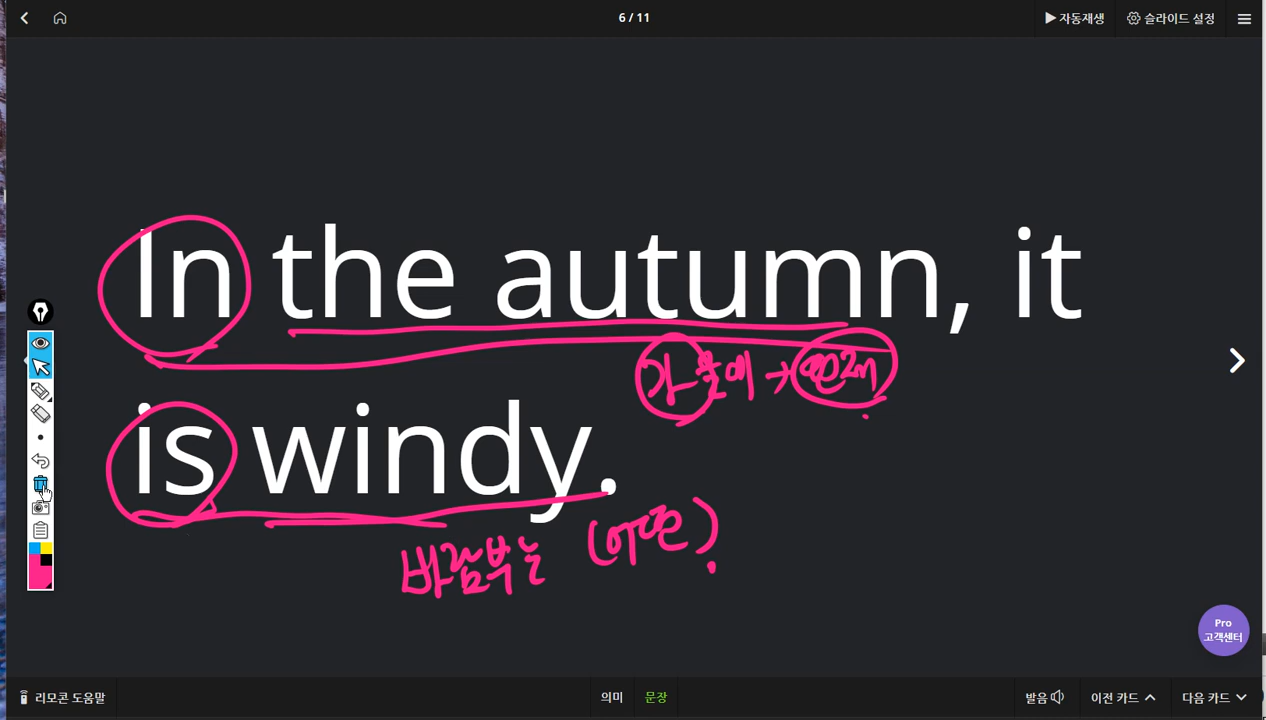 6 / 11
자동재생
슬라이드 설정
In the autumn, it
가을에 →
is windy.
바람부는 (어떤)
Pro
고객센터
리모콘 도움말
의미
문장
발음
이전 카드
다음 카드